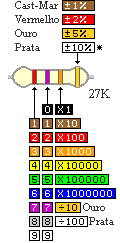 Cast-Mar ±1%
Vermelho ±2%
Ouro ±5%
Prata ±10% *
27K
0 X1
1 1 X10
2 2 X100
3 3 X1000
4 4 X10000
5 5 X100000
6 6 X1000000
7 7 ÷10 Ouro
8 8 ÷100 Prata
9 9